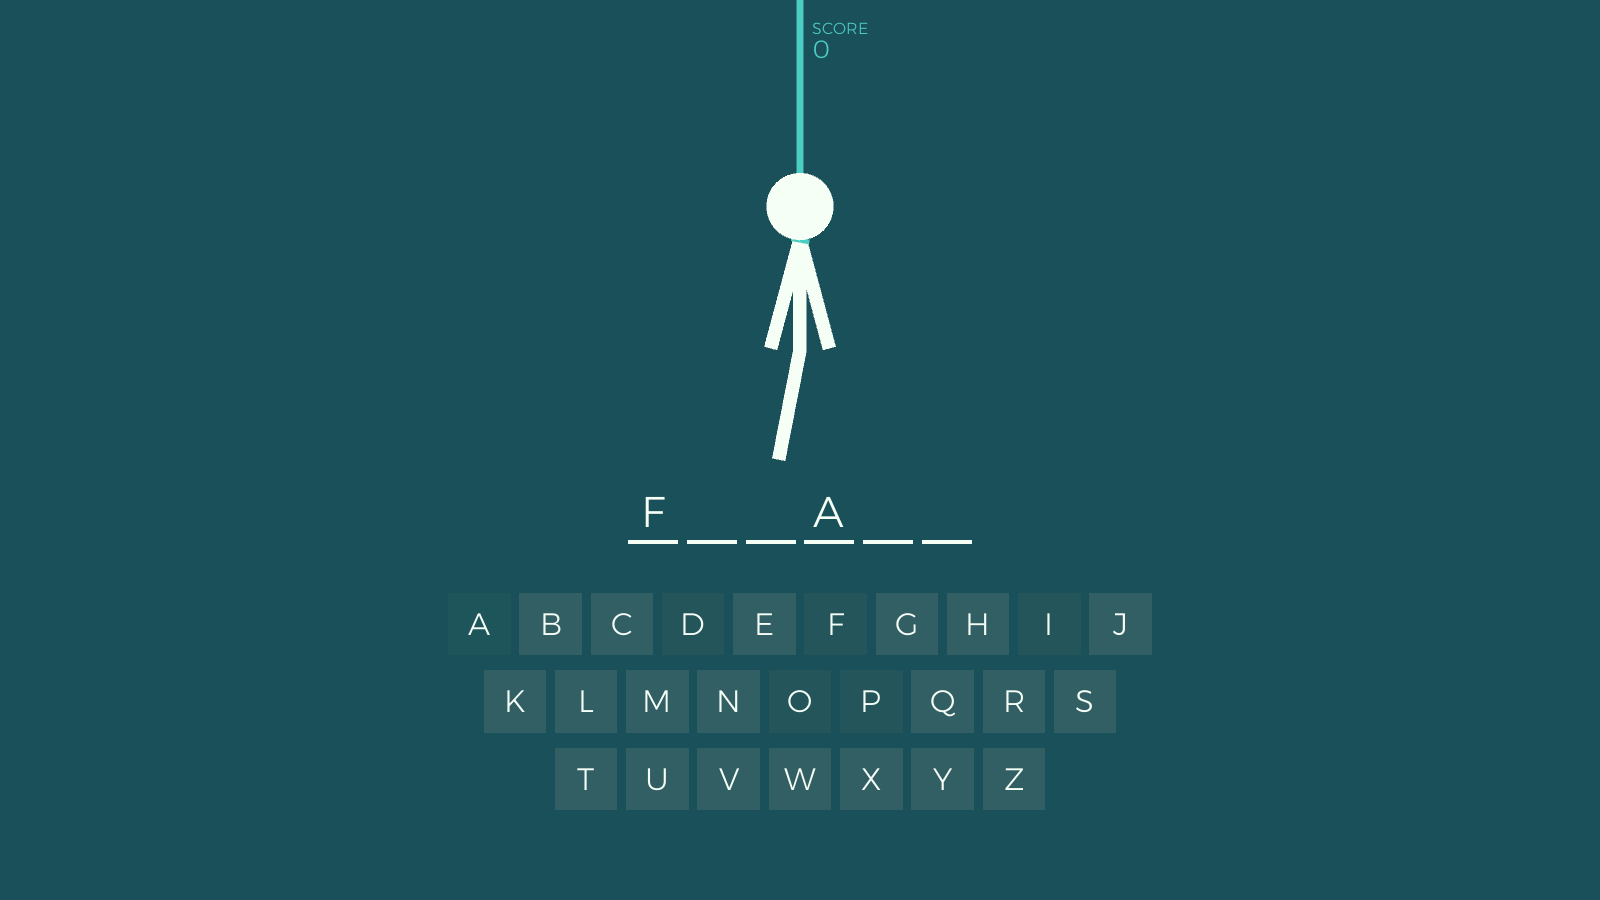 SCORE
0
F A
A B C D E F G H I J
K L M N O P Q R S
T U V W X Y Z